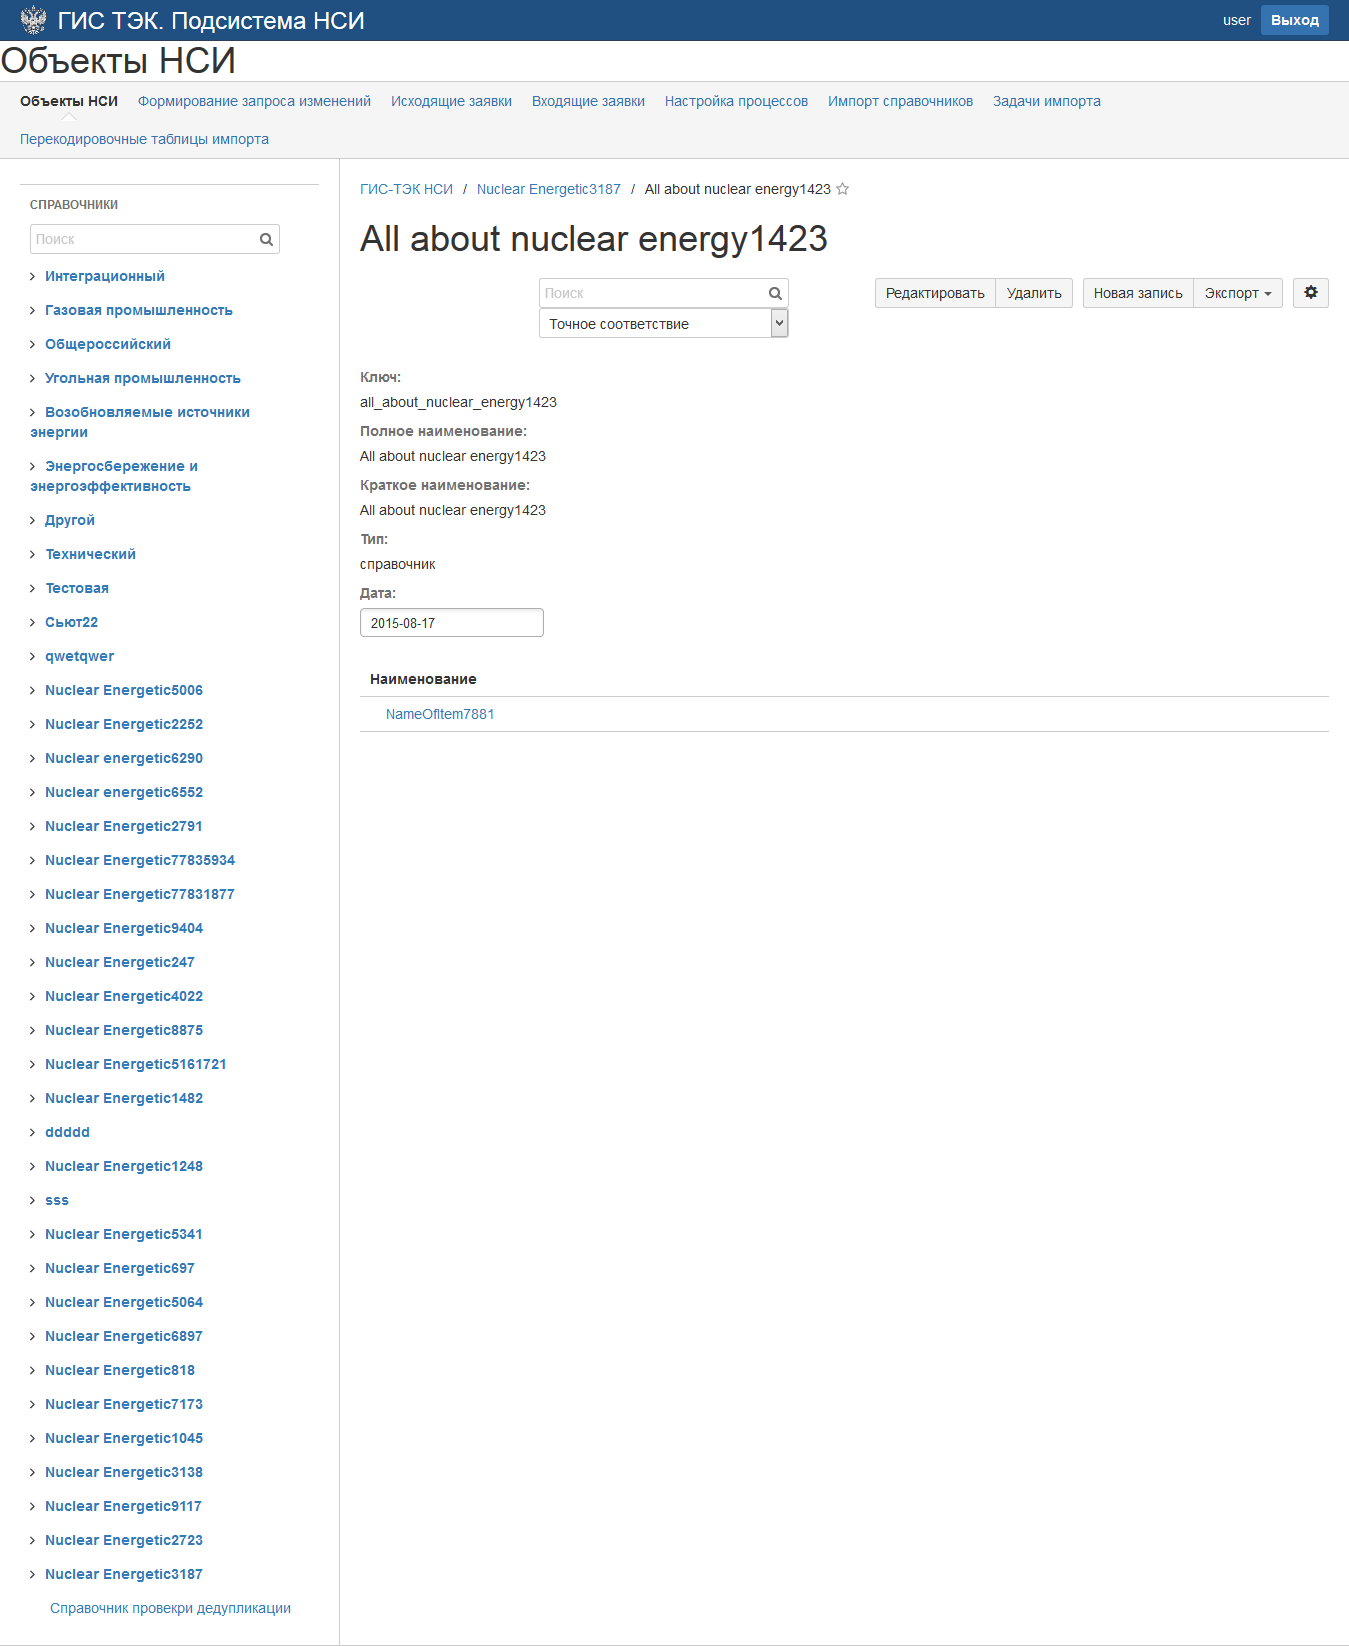 ГИС ТЭК. Подсистема НСИ
user Выход
Объекты НСИ
Объекты НСИ Формирование запроса изменений Исходящие заявки Входящие заявки Настройка процессов Импорт справочников Задачи импорта
Перекодировочные таблицы импорта
СПРАВОЧНИКИ
Поиск
Интеграционный
Газовая промышленность
Общероссийский
Угольная промышленность
Возобновляемые источники
энергии
Энергосбережение и
энергоэффективность
Другой
Технический
Тестовая
Сьют22
qwetqwer
Nuclear Energetic5006
Nuclear Energetic2252
Nuclear energetic6290
Nuclear energetic6552
Nuclear Energetic2791
Nuclear Energetic77835934
Nuclear Energetic77831877
Nuclear Energetic9404
Nuclear Energetic247
Nuclear Energetic4022
Nuclear Energetic8875
Nuclear Energetic5161721
Nuclear Energetic1482
ddddd
Nuclear Energetic1248
sss
Nuclear Energetic5341
Nuclear Energetic697
Nuclear Energetic5064
Nuclear Energetic6897
Nuclear Energetic818
Nuclear Energetic7173
Nuclear Energetic1045
Nuclear Energetic3138
Nuclear Energetic9117
Nuclear Energetic2723
Nuclear Energetic3187
Справочник провекри дедупликации
ГИС-ТЭК НСИ / Nuclear Energetic3187 / All about nuclear energy1423
All about nuclear energy1423
Поиск
Точное соответствие
Редактировать Удалить Новая запись Экспорт
Ключ:
all_about_nuclear_energy1423
Полное наименование:
All about nuclear energy1423
Краткое наименование:
All about nuclear energy1423
Тип:
справочник
Дата:
2015-08-17
Наименование
NameOfItem7881